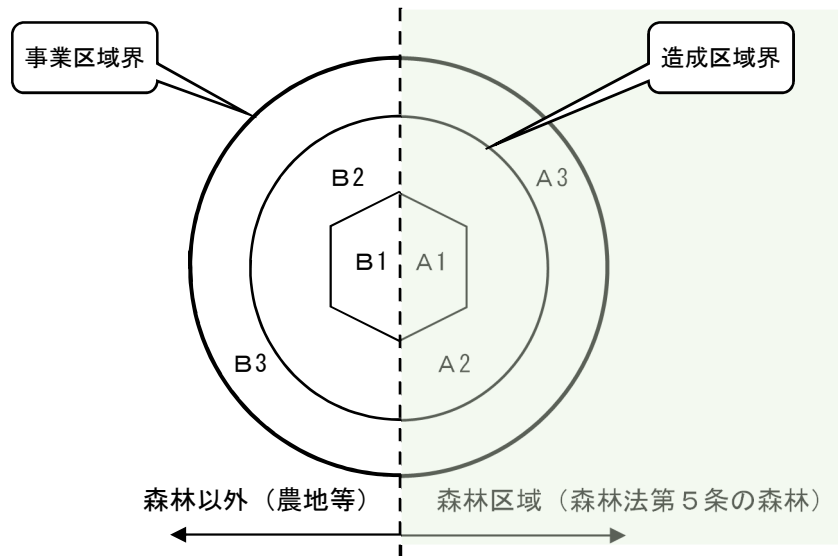 事業区域界
造成区域界
B2
A3
B1
A1
B3
A2
森林以外（農地等）
森林区域（森林法第５条の森林）